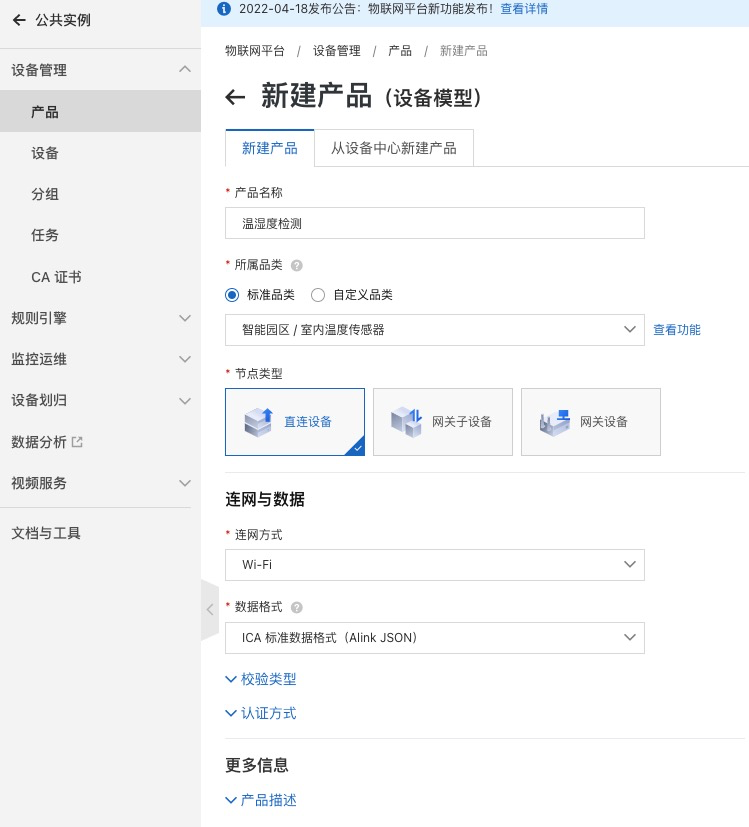 公共实例
设备管理
产品
设备
分组
任务
CA 证书
规则引擎
监控运维
设备划归
数据分析
视频服务
文档与工具
2022-04-18发布公告：物联网平台新功能发布！查看详情
物联网平台 / 设备管理 / 产品 / 新建产品
新建产品（设备模型）
新建产品 从设备中心新建产品
* 产品名称
温湿度检测
* 所属品类 ?
标准品类 自定义品类
智能园区 / 室内温度传感器 查看功能
* 节点类型
直连设备 网关子设备 网关设备
连网与数据
* 连网方式
Wi-Fi
* 数据格式 ?
ICA 标准数据格式（Alink JSON）
校验类型
认证方式
更多信息
产品描述